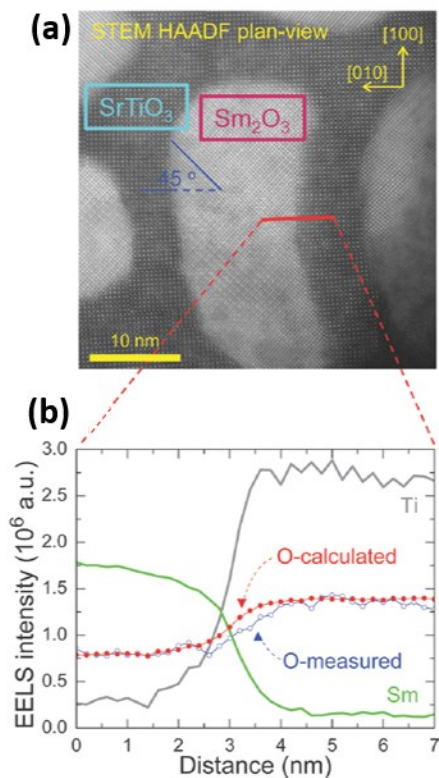 (a)
STEM HAADF plan-view
[100]
[010]
SrTiO₃
Sm₂O₃
45 °
10 nm
(b)
EELS intensity (10⁶ a.u.)
3.0
2.5
2.0
1.5
1.0
0.5
0.0
Ti
O-calculated
O-measured
Sm
0 1 2 3 4 5 6 7
Distance (nm)